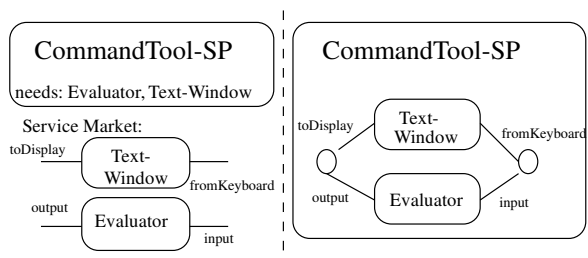 CommandTool-SP
needs: Evaluator, Text-Window
Service Market:
toDisplay
Text-
Window
fromKeyboard
output
Evaluator
input
CommandTool-SP
toDisplay
Text-
Window
fromKeyboard
output
Evaluator
input